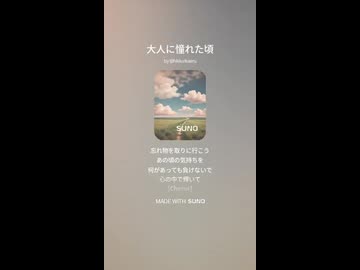 大人に憧れた頃
SUNO
忘れ物を取りに行こう
あの頃の気持ちを
何があっても負けないで
心の中で輝いて
[Chorus]
MADE WITH SUNO